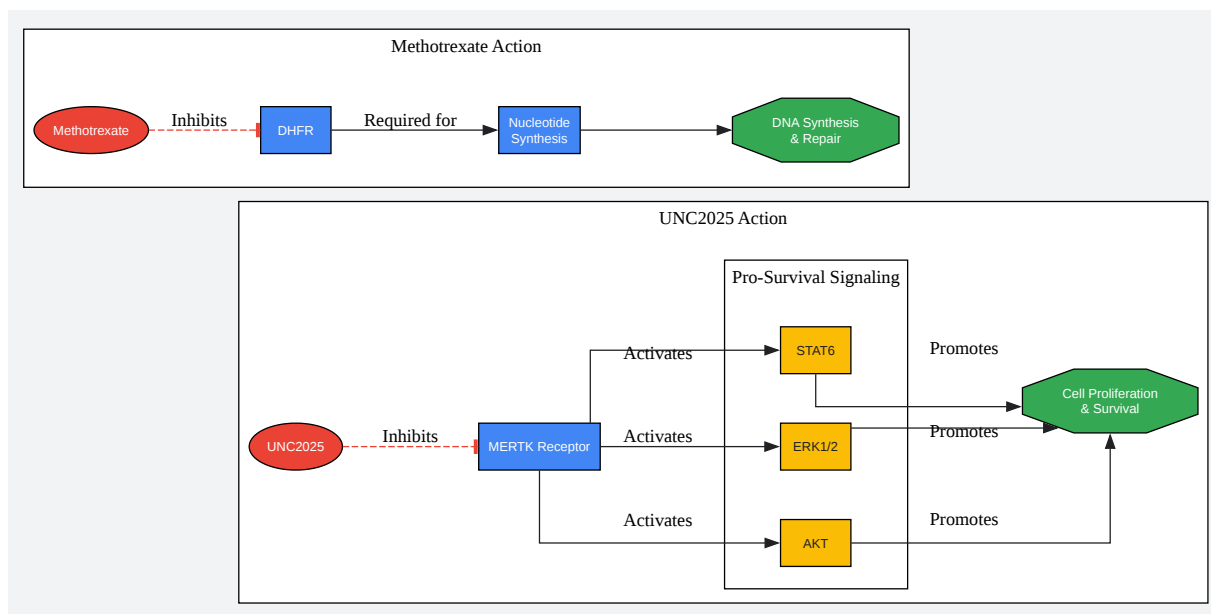 Methotrexate Action
Methotrexate
Inhibits
DHFR
Required for
Nucleotide
Synthesis
DNA Synthesis
& Repair
UNC2025 Action
Pro-Survival Signaling
UNC2025
Inhibits
MERTK Receptor
Activates
STAT6
Promotes
Activates
ERK1/2
Promotes
Activates
AKT
Promotes
Cell Proliferation
& Survival